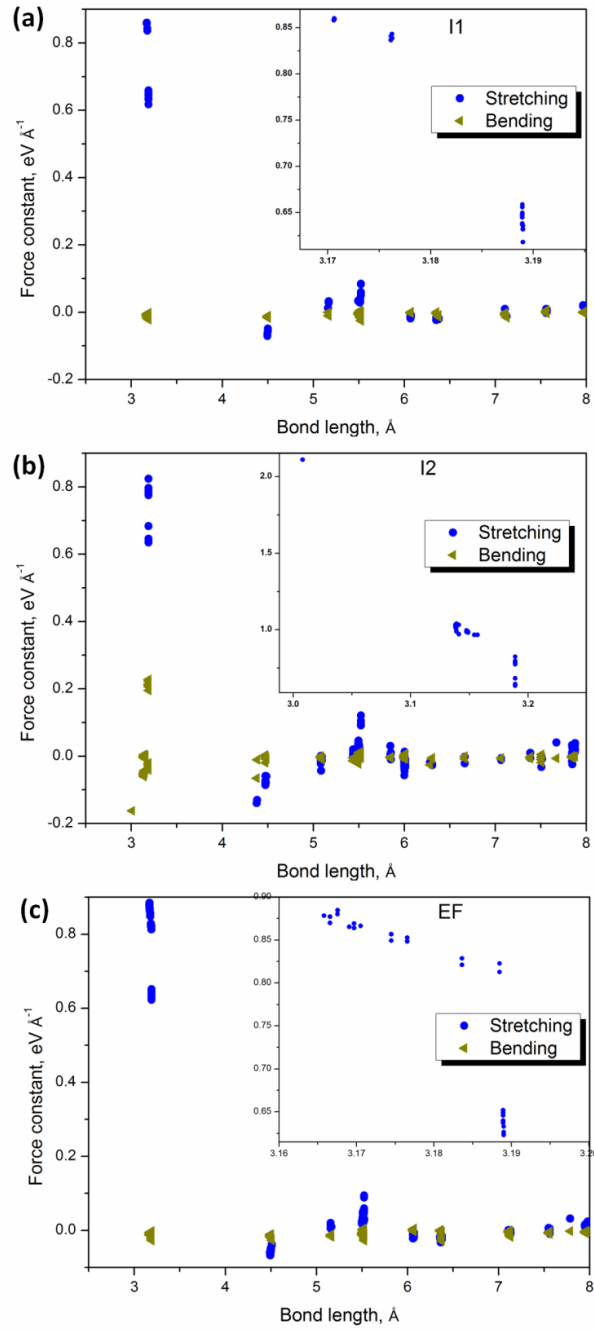 (a)
I1
0.85
0.80
0.75
0.70
0.65
3.17 3.18 3.19
Stretching
Bending
0.8
0.6
0.4
0.2
0.0
-0.2
Force constant, eV Å-1
3 4 5 6 7 8
Bond length, Å
(b)
I2
2.0
1.5
1.0
3.0 3.1 3.2
Stretching
Bending
0.8
0.6
0.4
0.2
0.0
-0.2
Force constant, eV Å-1
3 4 5 6 7 8
Bond length, Å
(c)
EF
0.90
0.85
0.80
0.75
0.70
0.65
3.16 3.17 3.18 3.19 3.20
Stretching
Bending
0.8
0.6
0.4
0.2
0.0
Force constant, eV Å-1
3 4 5 6 7 8
Bond length, Å